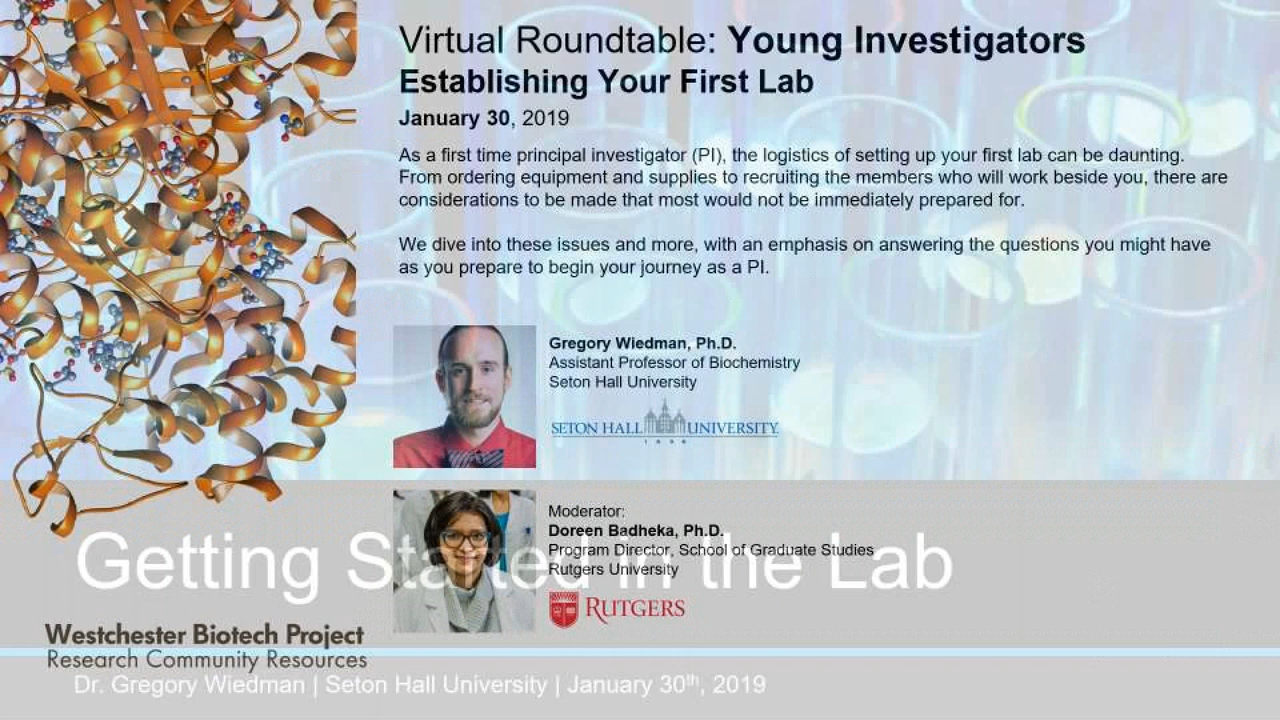 Virtual Roundtable: Young Investigators
Establishing Your First Lab
January 30, 2019
As a first time principal investigator (PI), the logistics of setting up your first lab can be daunting.
From ordering equipment and supplies to recruiting the members who will work beside you, there are
considerations to be made that most would not be immediately prepared for.
We dive into these issues and more, with an emphasis on answering the questions you might have
as you prepare to begin your journey as a PI.
Gregory Wiedman, Ph.D.
Assistant Professor of Biochemistry
Seton Hall University
SETON HALL UNIVERSITY
1856
Moderator:
Doreen Badheka, Ph.D.
Program Director, School of Graduate Studies
Rutgers University
RUTGERS
Getting Started in the Lab
Westchester Biotech Project
Research Community Resources
Dr. Gregory Wiedman | Seton Hall University | January 30th, 2019